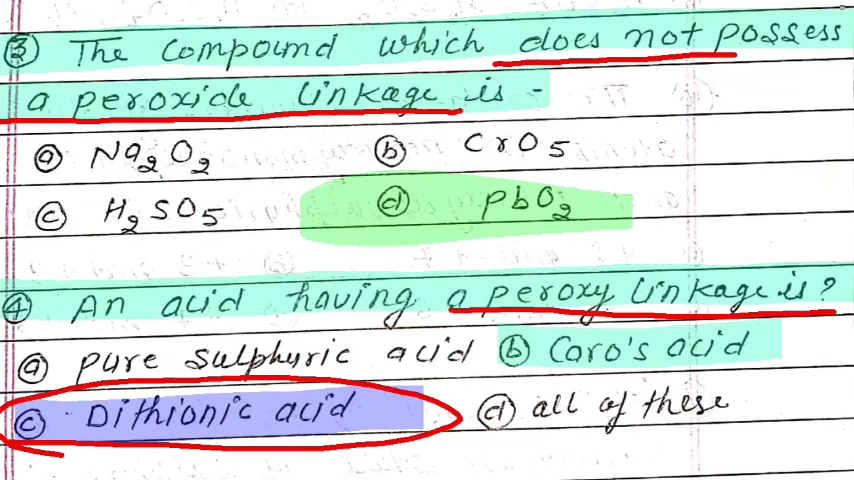 ③ The compound which does not possess
a peroxide linkage is -
ⓐ Na₂O₂ ⓑ CrO₅
ⓒ H₂SO₅ ⓓ PbO₂
④ An acid having a peroxy linkage is?
ⓐ pure sulphuric acid ⓑ Caro's acid
ⓒ Dithionic acid ⓓ all of these